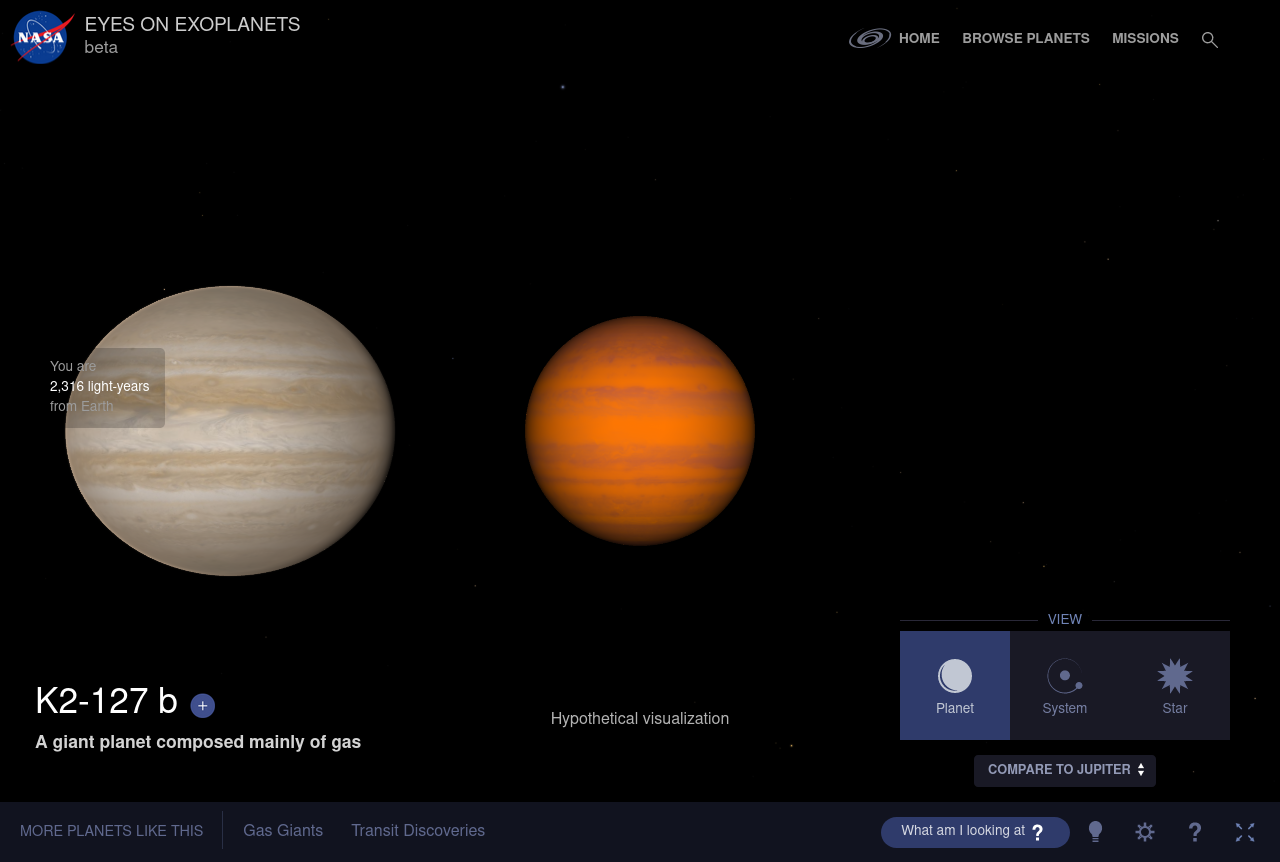 NASA
EYES ON EXOPLANETS
beta
HOME
BROWSE PLANETS
MISSIONS
You are
2,316 light-years
from Earth
VIEW
Planet
System
Star
K2-127 b +
A giant planet composed mainly of gas
Hypothetical visualization
COMPARE TO JUPITER
MORE PLANETS LIKE THIS
Gas Giants
Transit Discoveries
What am I looking at ?
?